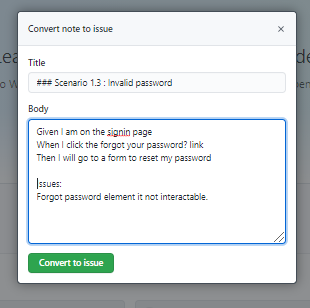 Convert note to issue
Title
### Scenario 1.3 : Invalid password
Body
Given I am on the signin page
When I click the forgot your password? link
Then I will go to a form to reset my password
Issues:
Forgot password element it not interactable.
Convert to issue